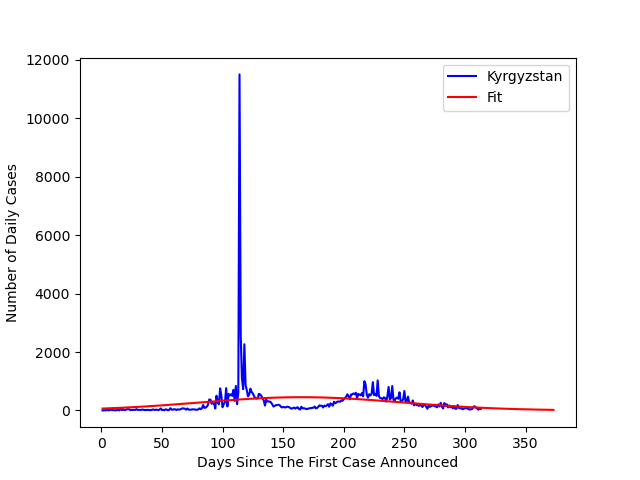 Kyrgyzstan
Fit
12000
10000
8000
6000
4000
2000
0
Number of Daily Cases
0 50 100 150 200 250 300 350
Days Since The First Case Announced